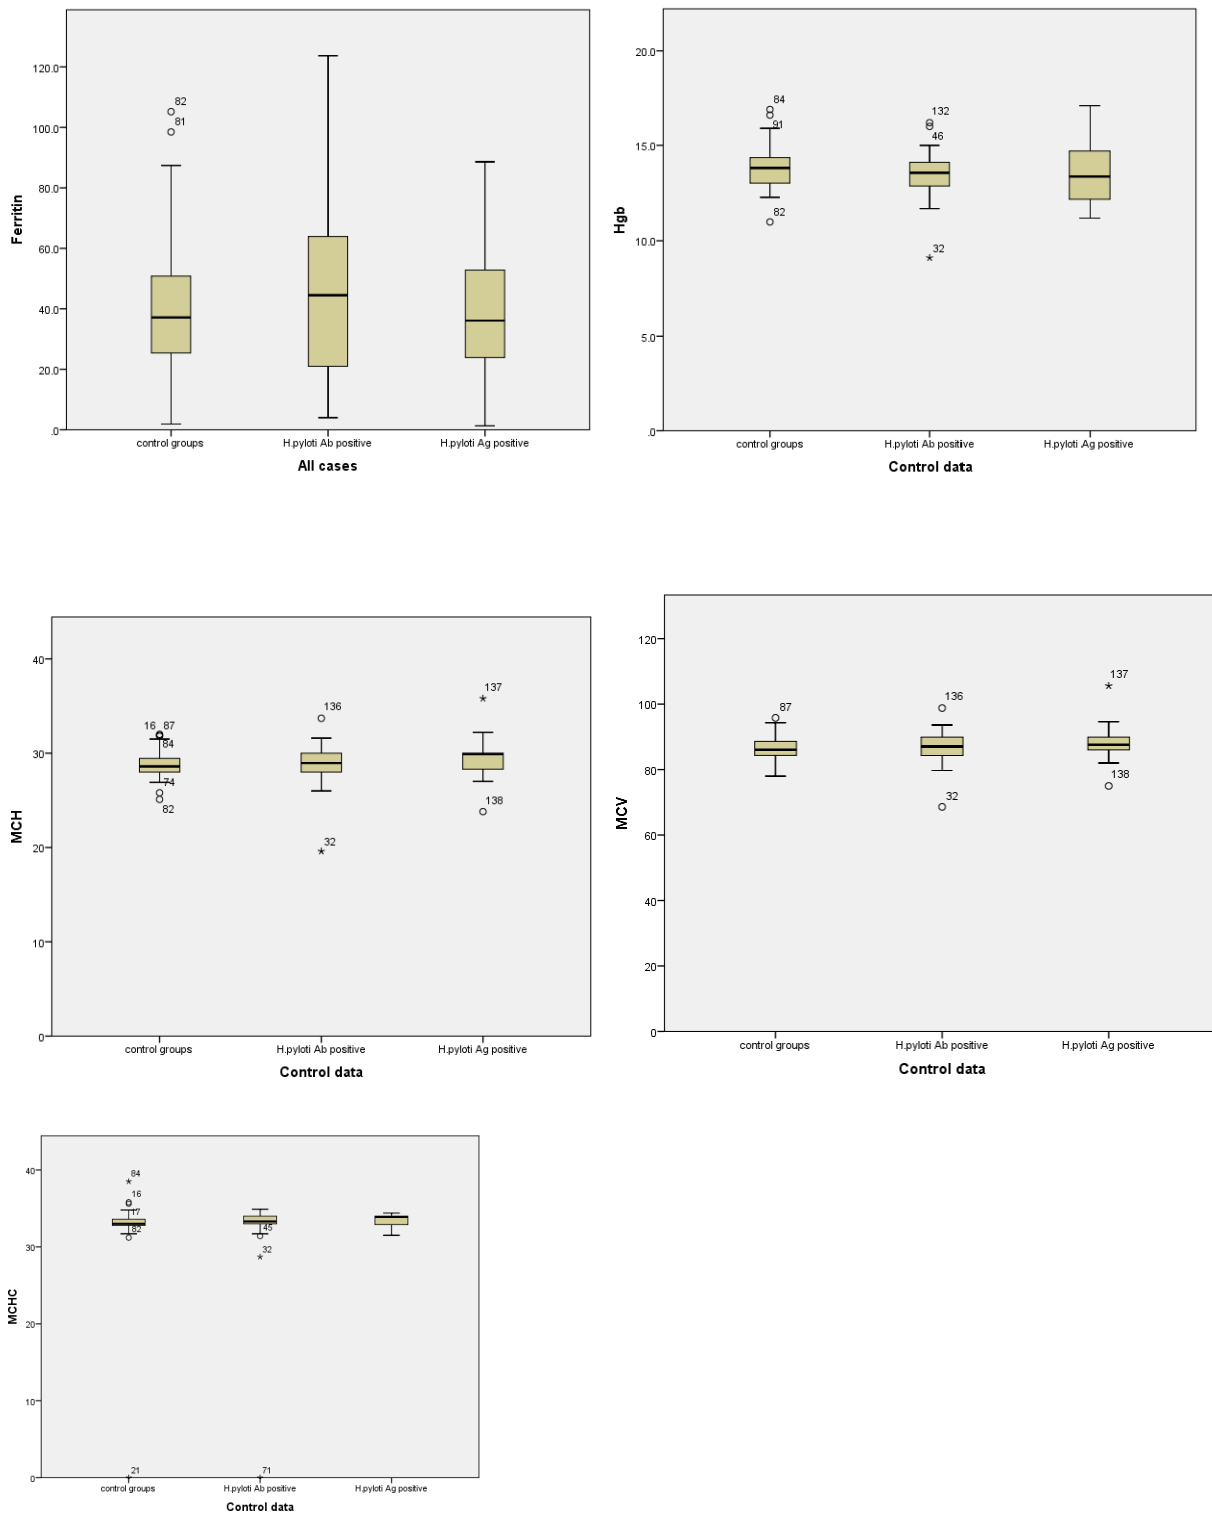 120.0
100.0
80.0
60.0
40.0
20.0
.0
Ferritin
82
81
control groups
H.pyloti Ab positive
H.pyloti Ag positive
All cases
20.0
15.0
10.0
5.0
.0
Hgb
84
91
82
132
46
32
control groups
H.pyloti Ab positive
H.pyloti Ag positive
Control data
40
30
20
10
0
MCH
16 87
84
74
82
136
32
137
138
control groups
H.pyloti Ab positive
H.pyloti Ag positive
Control data
120
100
80
60
40
20
0
MCV
87
136
32
137
138
control groups
H.pyloti Ab positive
H.pyloti Ag positive
Control data
40
30
20
10
0
MCHC
84
16
17
82
21
45
32
71
control groups
H.pyloti Ab positive
H.pyloti Ag positive
Control data